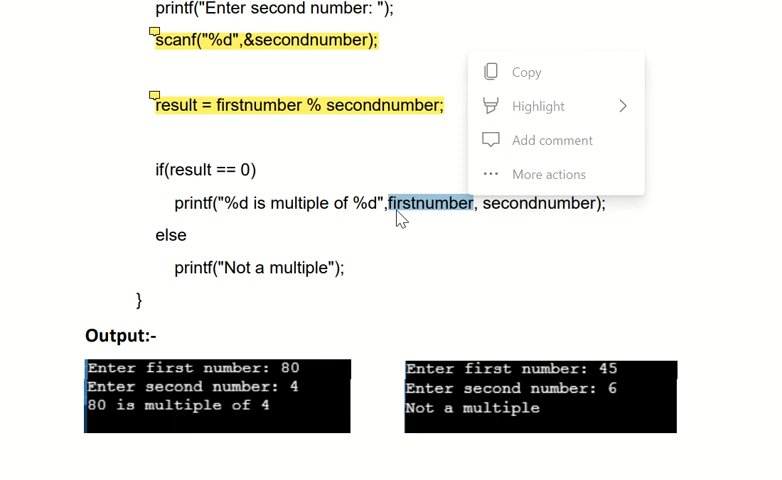 printf("Enter second number: ");
scanf("%d",&secondnumber);
result = firstnumber % secondnumber;
if(result == 0)
printf("%d is multiple of %d",firstnumber, secondnumber);
else
printf("Not a multiple");
}
Copy
Highlight
Add comment
More actions
Output:-
Enter first number: 80
Enter second number: 4
80 is multiple of 4
Enter first number: 45
Enter second number: 6
Not a multiple